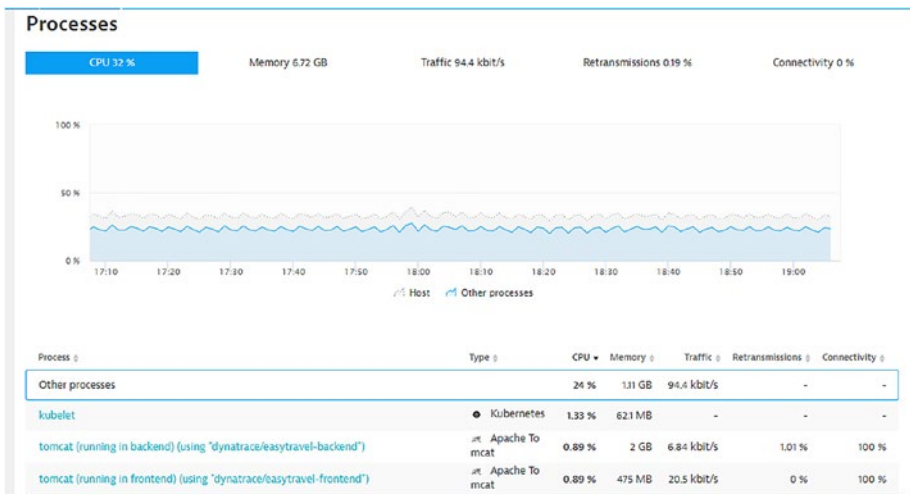 Processes
CPU 32 % Memory 6.72 GB Traffic 94.4 kbit/s Retransmissions 0.19 % Connectivity 0 %
100 %
50 %
0 %
17:10 17:20 17:30 17:40 17:50 18:00 18:10 18:20 18:30 18:40 18:50 19:00
Host Other processes
Process Type CPU Memory Traffic Retransmissions Connectivity
Other processes 24 % 1.11 GB 94.4 kbit/s - -
kubelet Kubernetes 1.33 % 62.1 MB - - -
tomcat (running in backend) (using "dynatrace/easytravel-backend") Apache To 0.89 % 2 GB 6.84 kbit/s 1.01 % 100 %
mcat
tomcat (running in frontend) (using "dynatrace/easytravel-frontend") Apache To 0.89 % 475 MB 20.5 kbit/s 0 % 100 %
mcat